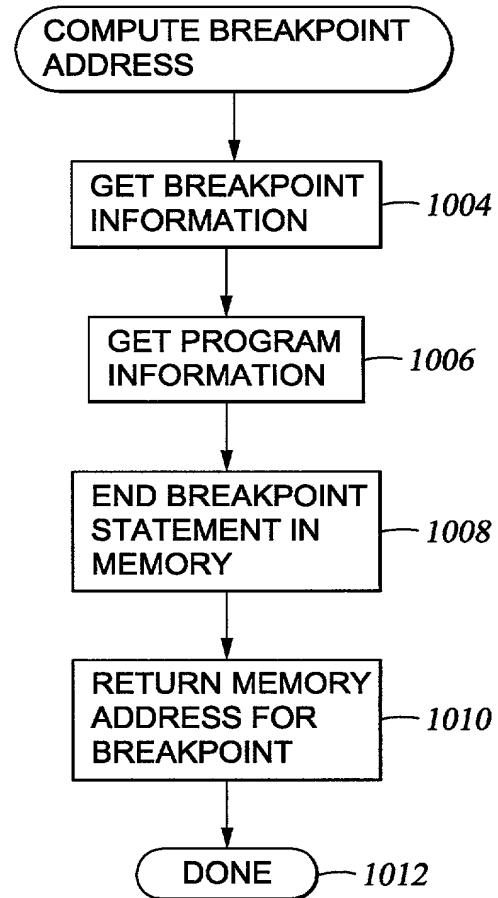 COMPUTE BREAKPOINT
ADDRESS
GET BREAKPOINT
INFORMATION
1004
GET PROGRAM
INFORMATION
1006
END BREAKPOINT
STATEMENT IN
MEMORY
1008
RETURN MEMORY
ADDRESS FOR
BREAKPOINT
1010
DONE
1012